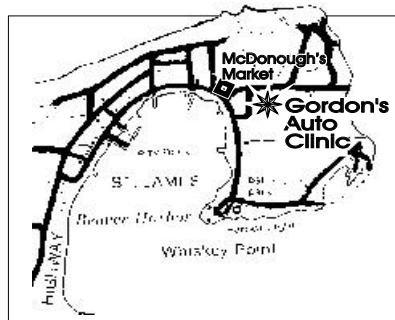 McDonough's
Market
Gordon's
Auto
Clinic
ST. JAMES
Beaver Harbor
Whiskey Point
HIGHWAY